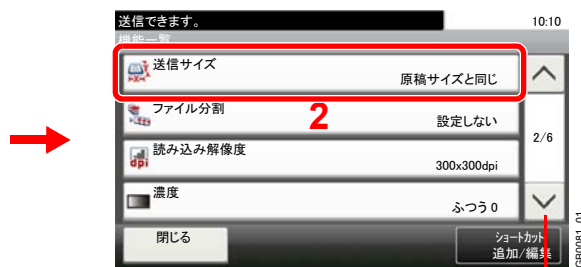 送信できます。 10:10
機能一覧
送信サイズ
原稿サイズと同じ
ファイル分割
2
設定しない
2/6
dpi
読み込み解像度
300x300dpi
濃度
ふつう 0
閉じる
ショートカット
追加/編集
GB0081_01